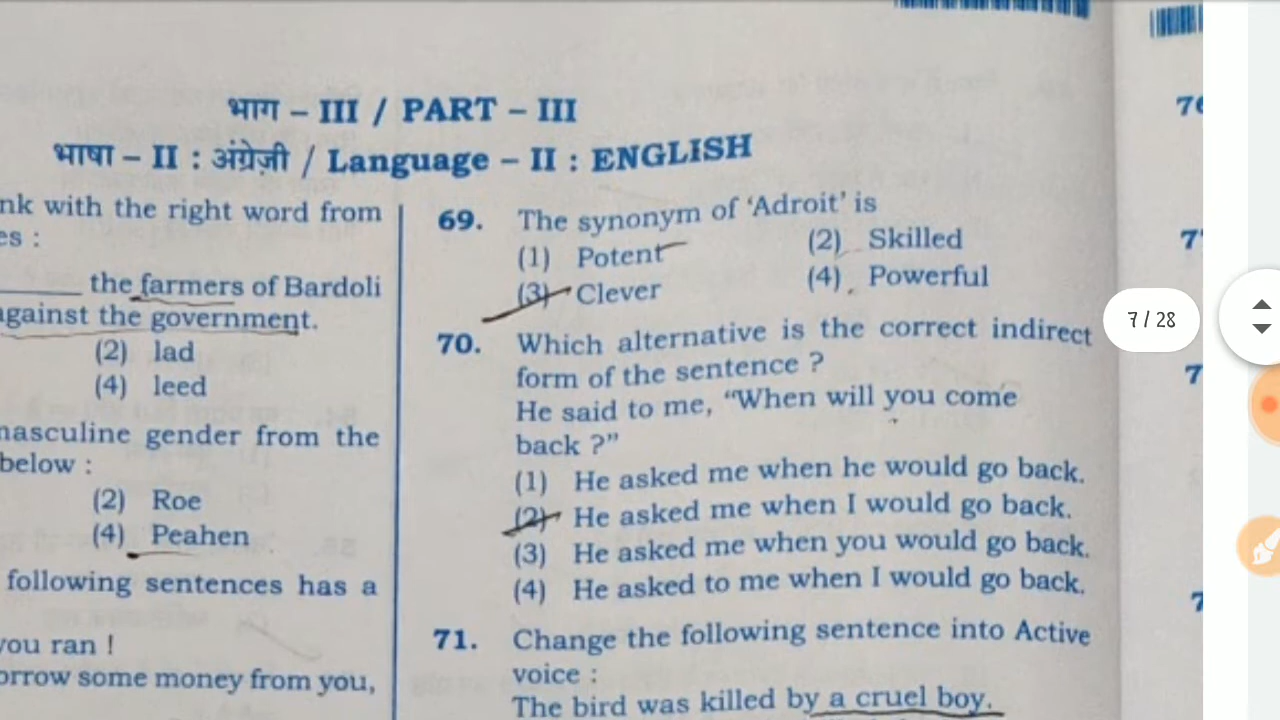 भाग – III / PART – III
भाषा – II : अंग्रेज़ी / Language – II : ENGLISH
nk with the right word from
es :
______ the farmers of Bardoli
against the government.
(2) lad
(4) leed
masculine gender from the
below :
(2) Roe
(4) Peahen
following sentences has a
you ran !
orrow some money from you,
69. The synonym of ‘Adroit’ is
(1) Potent (2) Skilled
(3) Clever (4) Powerful
70. Which alternative is the correct indirect
form of the sentence ?
He said to me, “When will you come
back ?”
(1) He asked me when he would go back.
(2) He asked me when I would go back.
(3) He asked me when you would go back.
(4) He asked to me when I would go back.
71. Change the following sentence into Active
voice :
The bird was killed by a cruel boy.
7 / 28